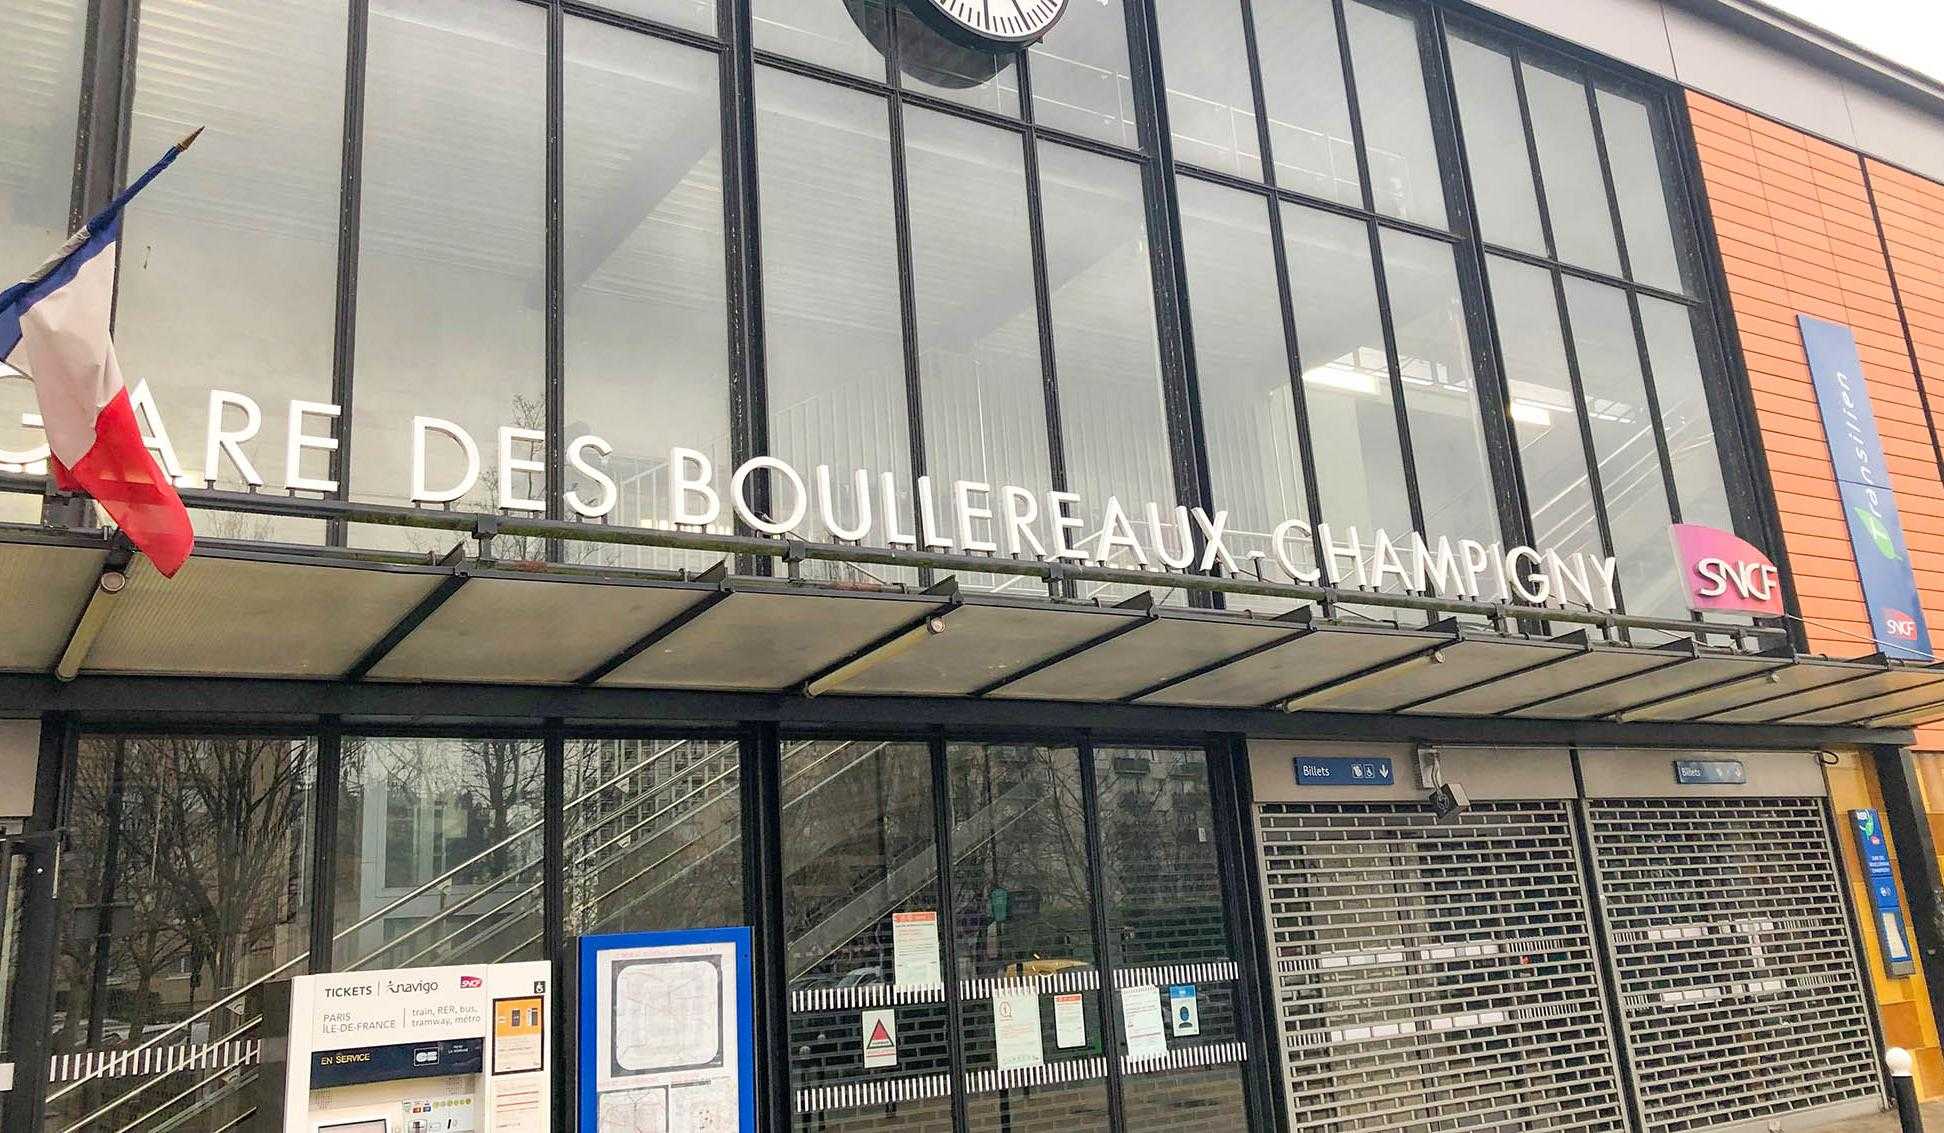 GARE DES BOULLEREAUX-CHAMPIGNY
SNCF
Transilien
SNCF
Billets
Billets
RER
TICKETS | navigo
SNCF
PARIS
ÎLE-DE-FRANCE
train, RER, bus,
tramway, métro
EN SERVICE